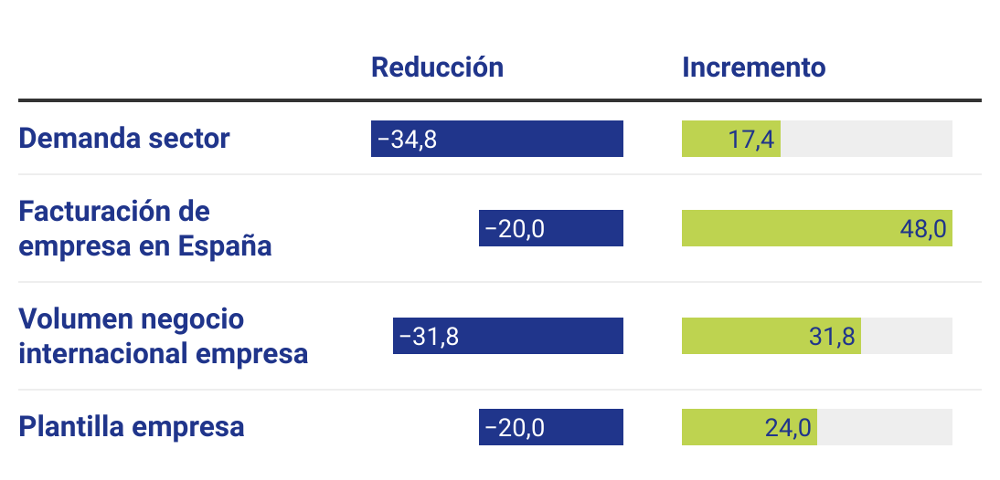 Reducción Incremento
Demanda sector −34,8 17,4
Facturación de
empresa en España −20,0 48,0
Volumen negocio
internacional empresa −31,8 31,8
Plantilla empresa −20,0 24,0